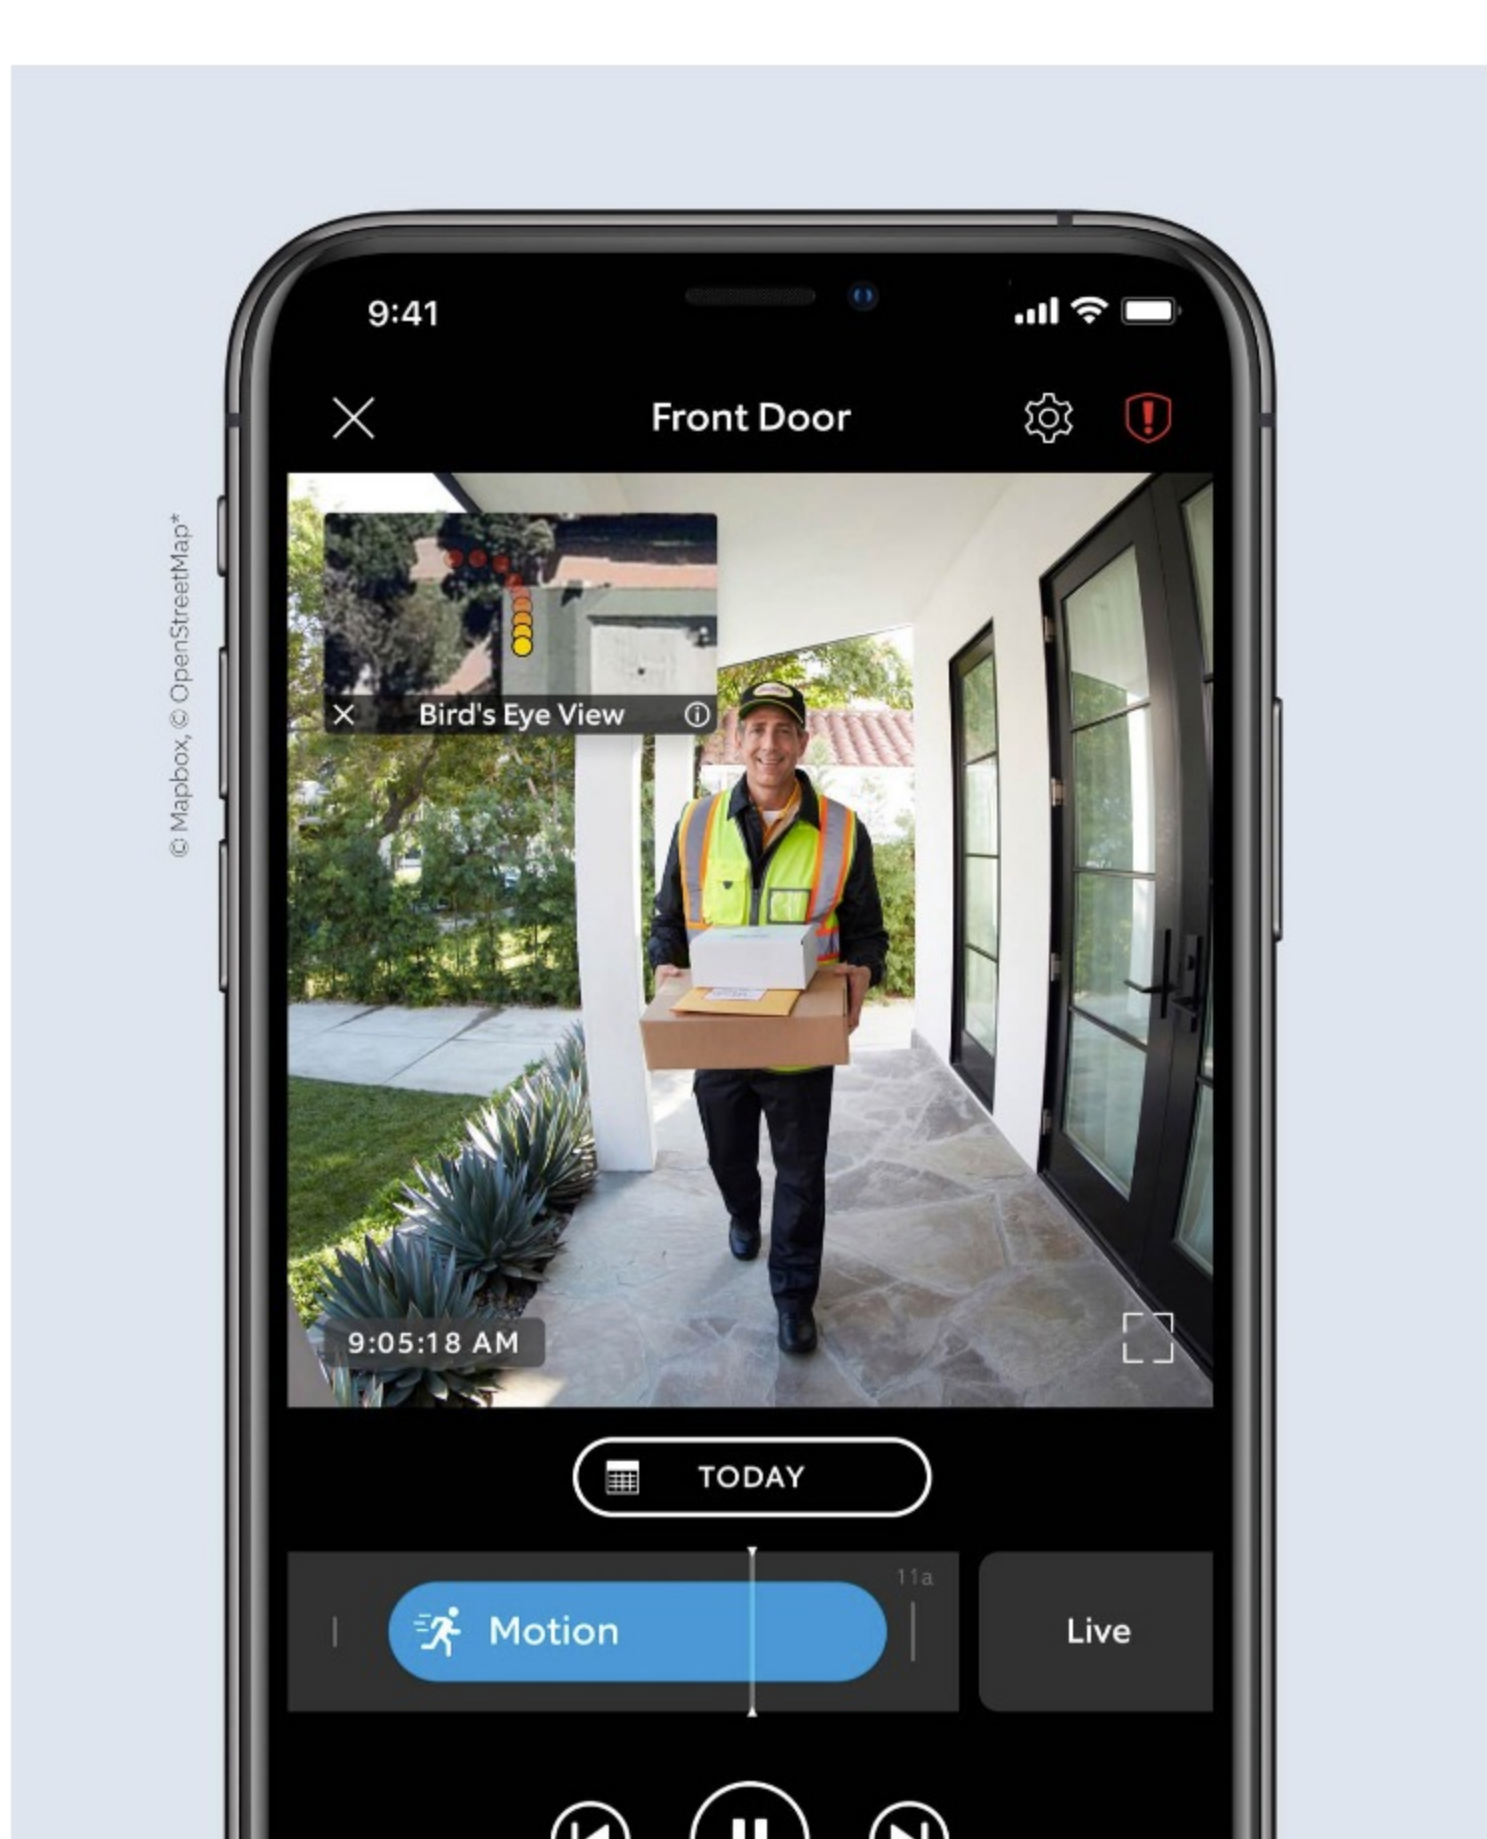 9:41
Front Door
© Mapbox, © OpenStreetMap*
Bird's Eye View
9:05:18 AM
TODAY
11a
Motion
Live